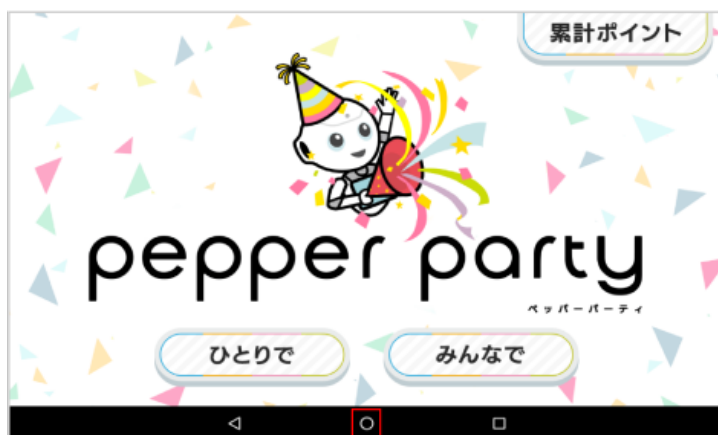 累計ポイント
pepper party
ペッパーパーティ
ひとりで
みんなで